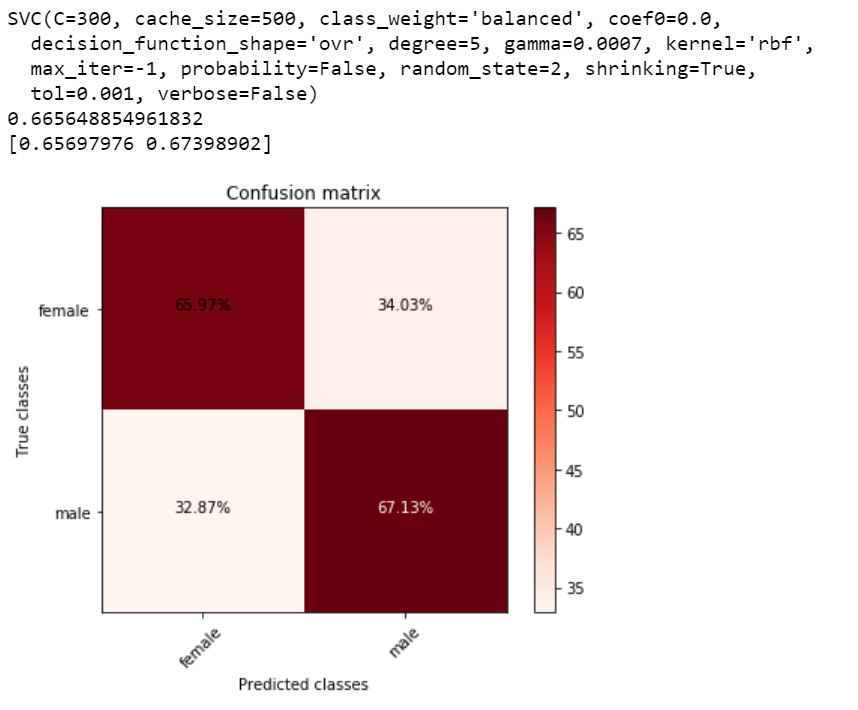 SVC(C=300, cache_size=500, class_weight='balanced', coef0=0.0,
decision_function_shape='ovr', degree=5, gamma=0.0007, kernel='rbf',
max_iter=-1, probability=False, random_state=2, shrinking=True,
tol=0.001, verbose=False)
0.665648854961832
[0.65697976 0.67398902]
Confusion matrix
65
60
55
50
45
40
35
female
65.97%
34.03%
True classes
male
32.87%
67.13%
female
male
Predicted classes